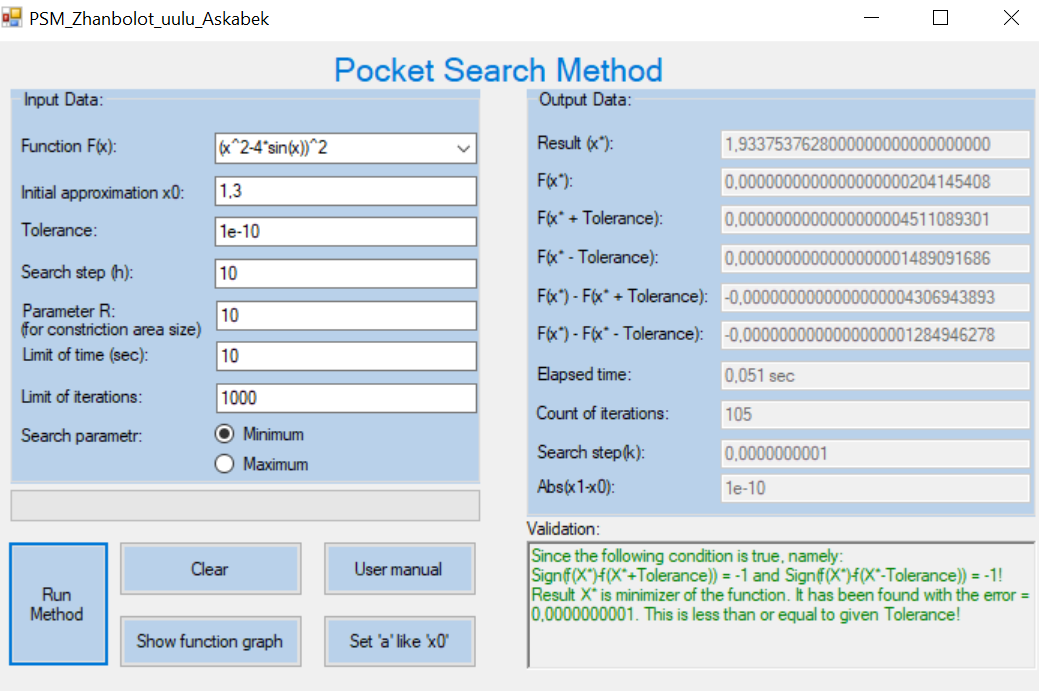 PSM_Zhanbolot_uulu_Askabek
Pocket Search Method
Input Data:
Function F(x): (x^2-4*sin(x))^2
Initial approximation x0: 1,3
Tolerance: 1e-10
Search step (h): 10
Parameter R:
(for constriction area size) 10
Limit of time (sec): 10
Limit of iterations: 1000
Search parametr: Minimum
Maximum
Run
Method
Clear
User manual
Show function graph
Set 'a' like 'x0'
Output Data:
Result (x*): 1,9337537628000000000000000000
F(x*): 0,0000000000000000000204145408
F(x* + Tolerance): 0,0000000000000000004511089301
F(x* - Tolerance): 0,0000000000000000001489091686
F(x*) - F(x* + Tolerance): -0,0000000000000000004306943893
F(x*) - F(x* - Tolerance): -0,0000000000000000001284946278
Elapsed time: 0,051 sec
Count of iterations: 105
Search step(k): 0,0000000001
Abs(x1-x0): 1e-10
Validation:
Since the following condition is true, namely:
Sign(f(X*)-f(X*+Tolerance)) = -1 and Sign(f(X*)-f(X*-Tolerance)) = -1!
Result X* is minimizer of the function. It has been found with the error =
0,0000000001. This is less than or equal to given Tolerance!